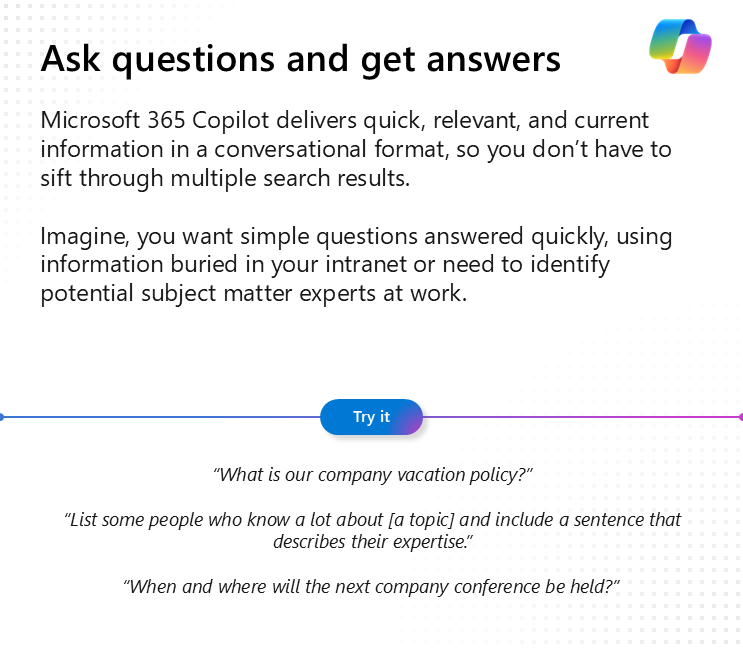 Ask questions and get answers
Microsoft 365 Copilot delivers quick, relevant, and current
information in a conversational format, so you don’t have to
sift through multiple search results.
Imagine, you want simple questions answered quickly, using
information buried in your intranet or need to identify
potential subject matter experts at work.
Try it
“What is our company vacation policy?”
“List some people who know a lot about [a topic] and include a sentence that
describes their expertise.”
“When and where will the next company conference be held?”